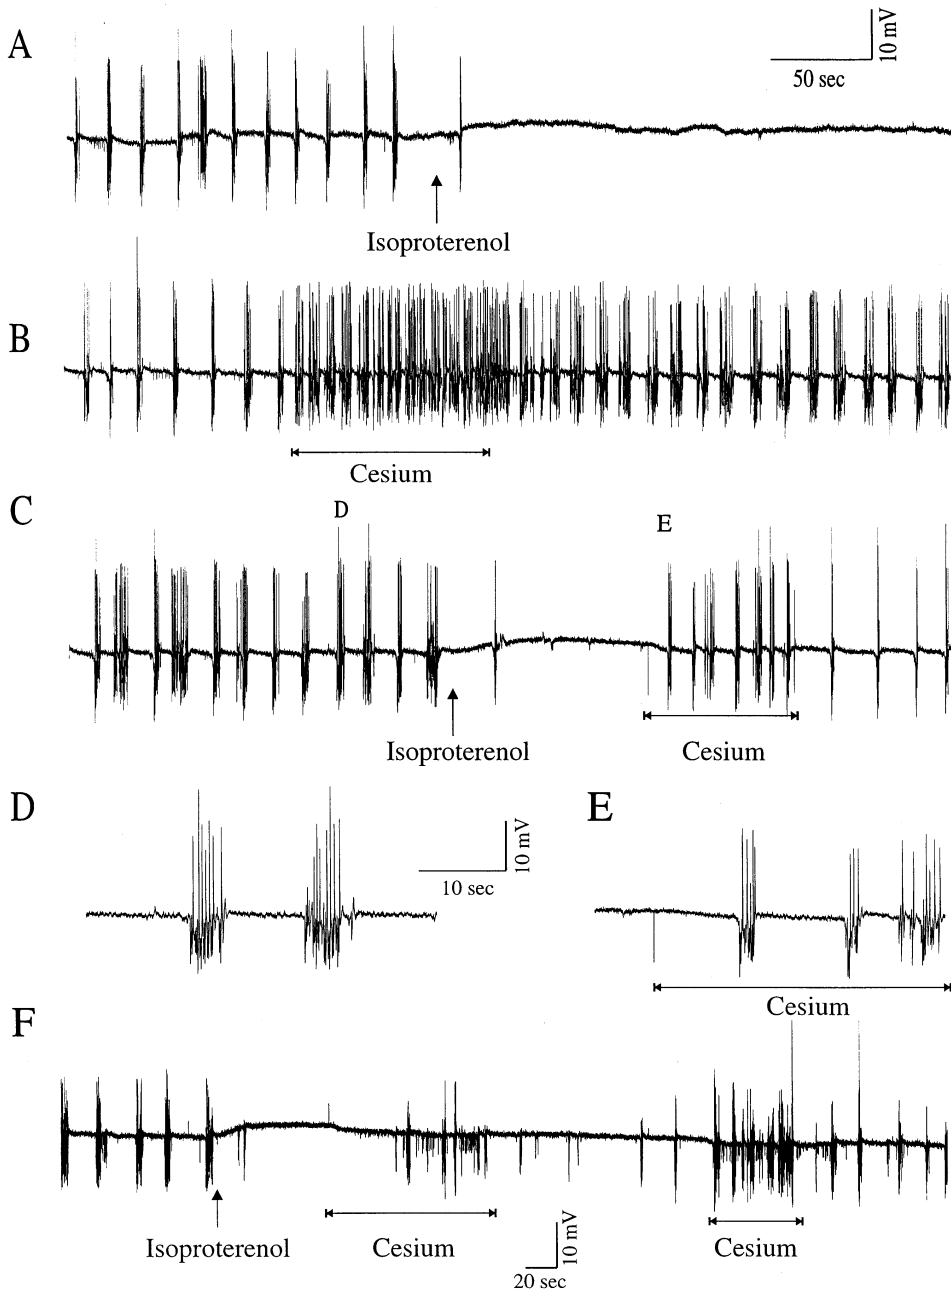 A
10 mV
50 sec
Isoproterenol
B
Cesium
C
D
E
Isoproterenol
Cesium
D
10 mV
10 sec
E
Cesium
F
Isoproterenol
Cesium
10 mV
20 sec
Cesium